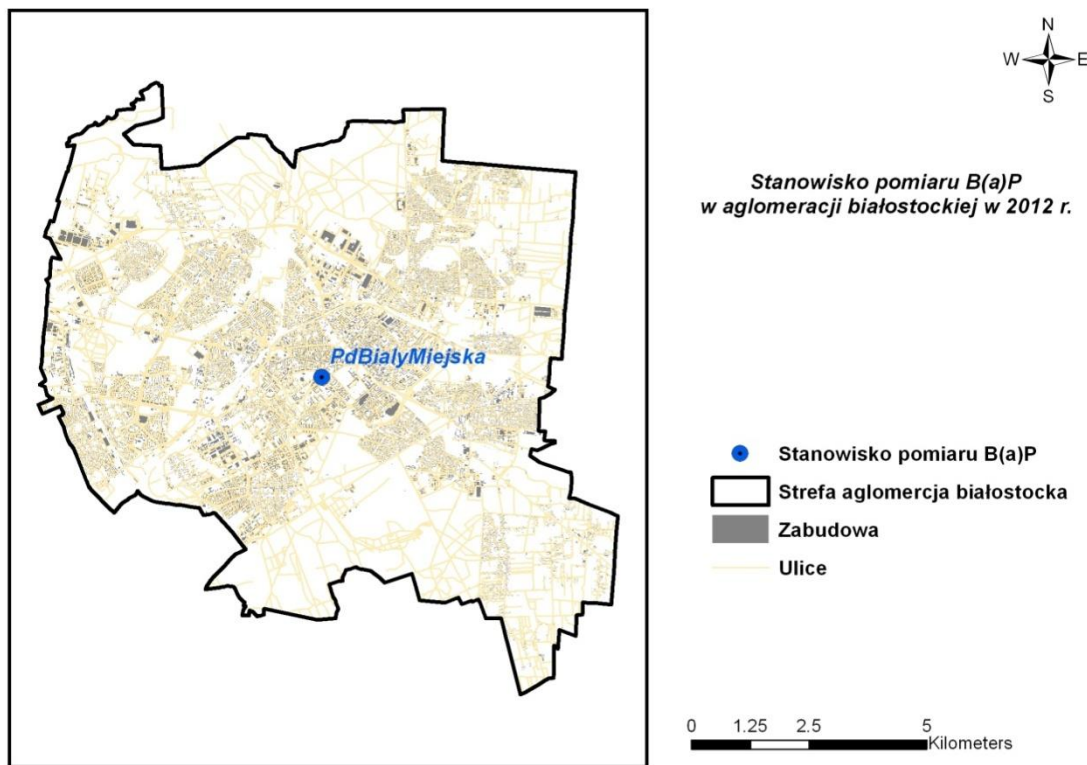 N
W E
S
Stanowisko pomiaru B(a)P
w aglomeracji białostockiej w 2012 r.
PdBialyMiejska
Stanowisko pomiaru B(a)P
Strefa aglomercja białostocka
Zabudowa
Ulice
0 1.25 2.5 5
Kilometers